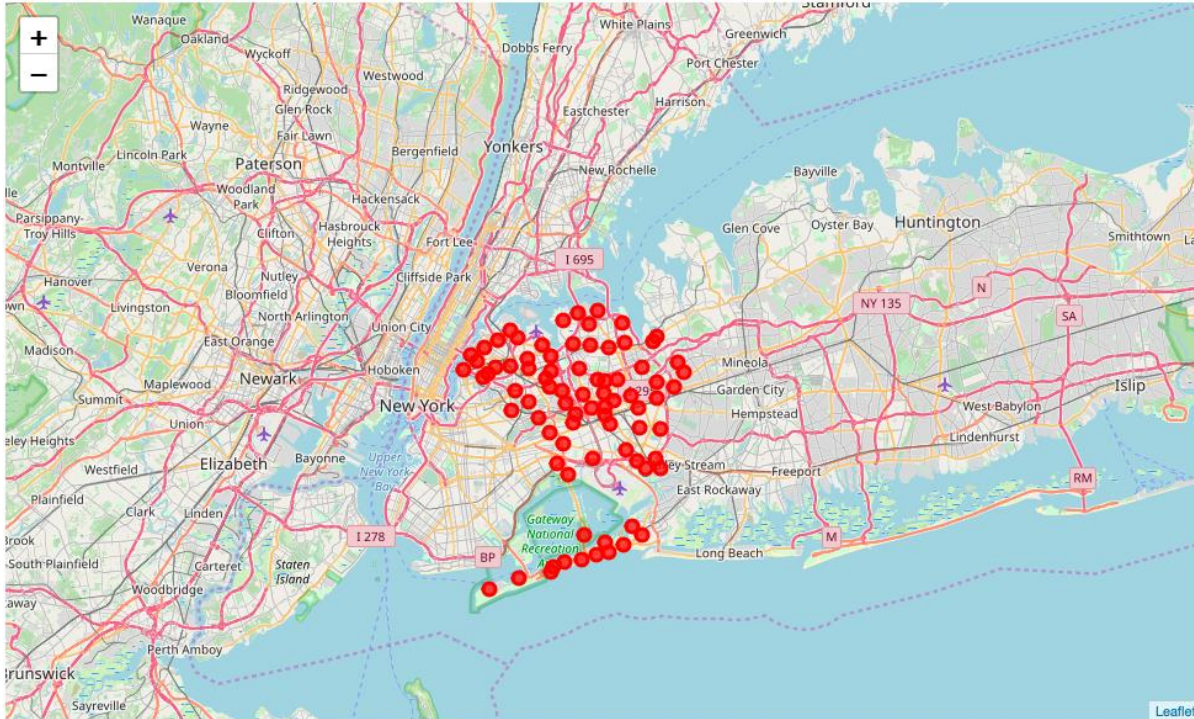 Stamford
Wanaque
+
Oakland
Wyckoff
White Plains
Greenwich
Dobbs Ferry
−
Westwood
Port Chester
Ridgewood
Glen Rock
Harrison
Wayne
Fair Lawn
Eastchester
Yonkers
Lincoln Park
Bergenfield
Montville
Paterson
Woodland
Park
New Rochelle
Bayville
Hackensack
Parsippany-
Troy Hills
Clifton
Hasbrouck
Heights
Fort Lee
Glen Cove
Oyster Bay
Huntington
Smithtown
Verona
I 695
Hanover
Nutley
Cliffside Park
Bloomfield
N
NY 135
Livingston
North Arlington
SA
Union City
Madison
East Orange
Mineola
Hoboken
Newark
Garden City
Islip
Summit
Maplewood
New York
Hempstead
West Babylon
Union
Lindenhurst
Elizabeth
Bayonne
Upper
New York
Bay
Freeport
Westfield
East Rockaway
RM
Plainfield
Clark
Linden
Gateway
National
Recreation
I 278
M
Long Beach
BP
South Plainfield
Carteret
Staten
Island
Woodbridge
Perth Amboy
Sayreville
Leaflet